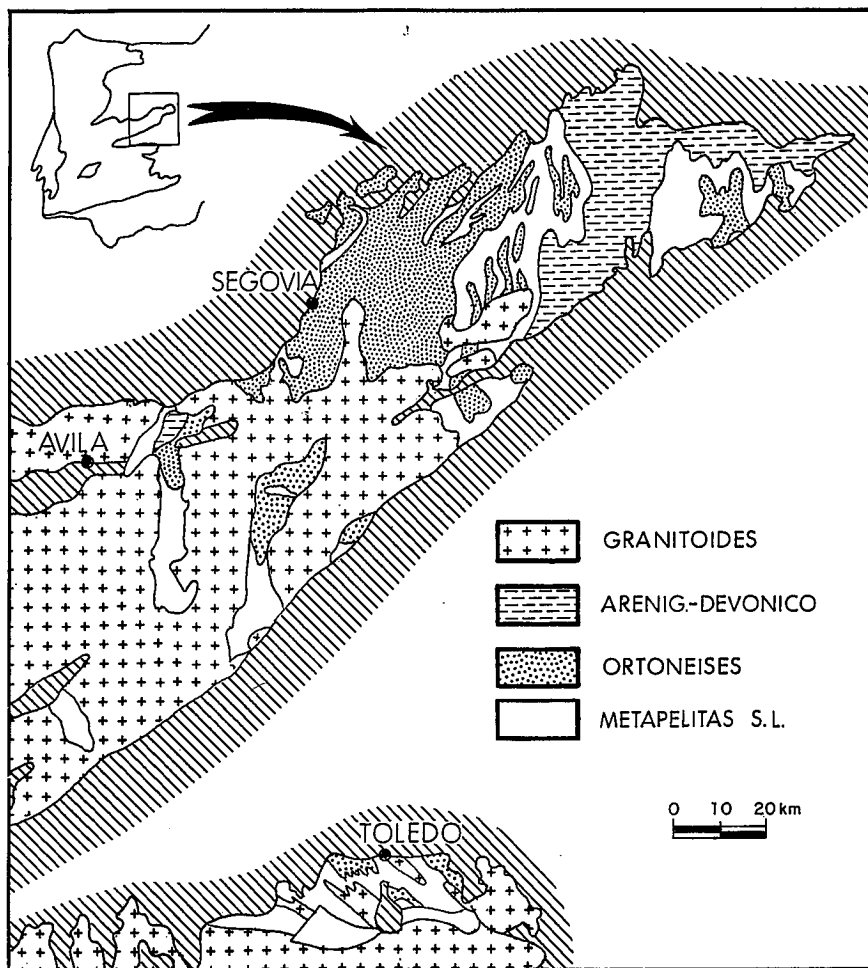 SEGOVIA
AVILA
GRANITOIDES
ARENIG.-DEVONICO
ORTONEISES
METAPELITAS S.L.
0 10 20 km
TOLEDO